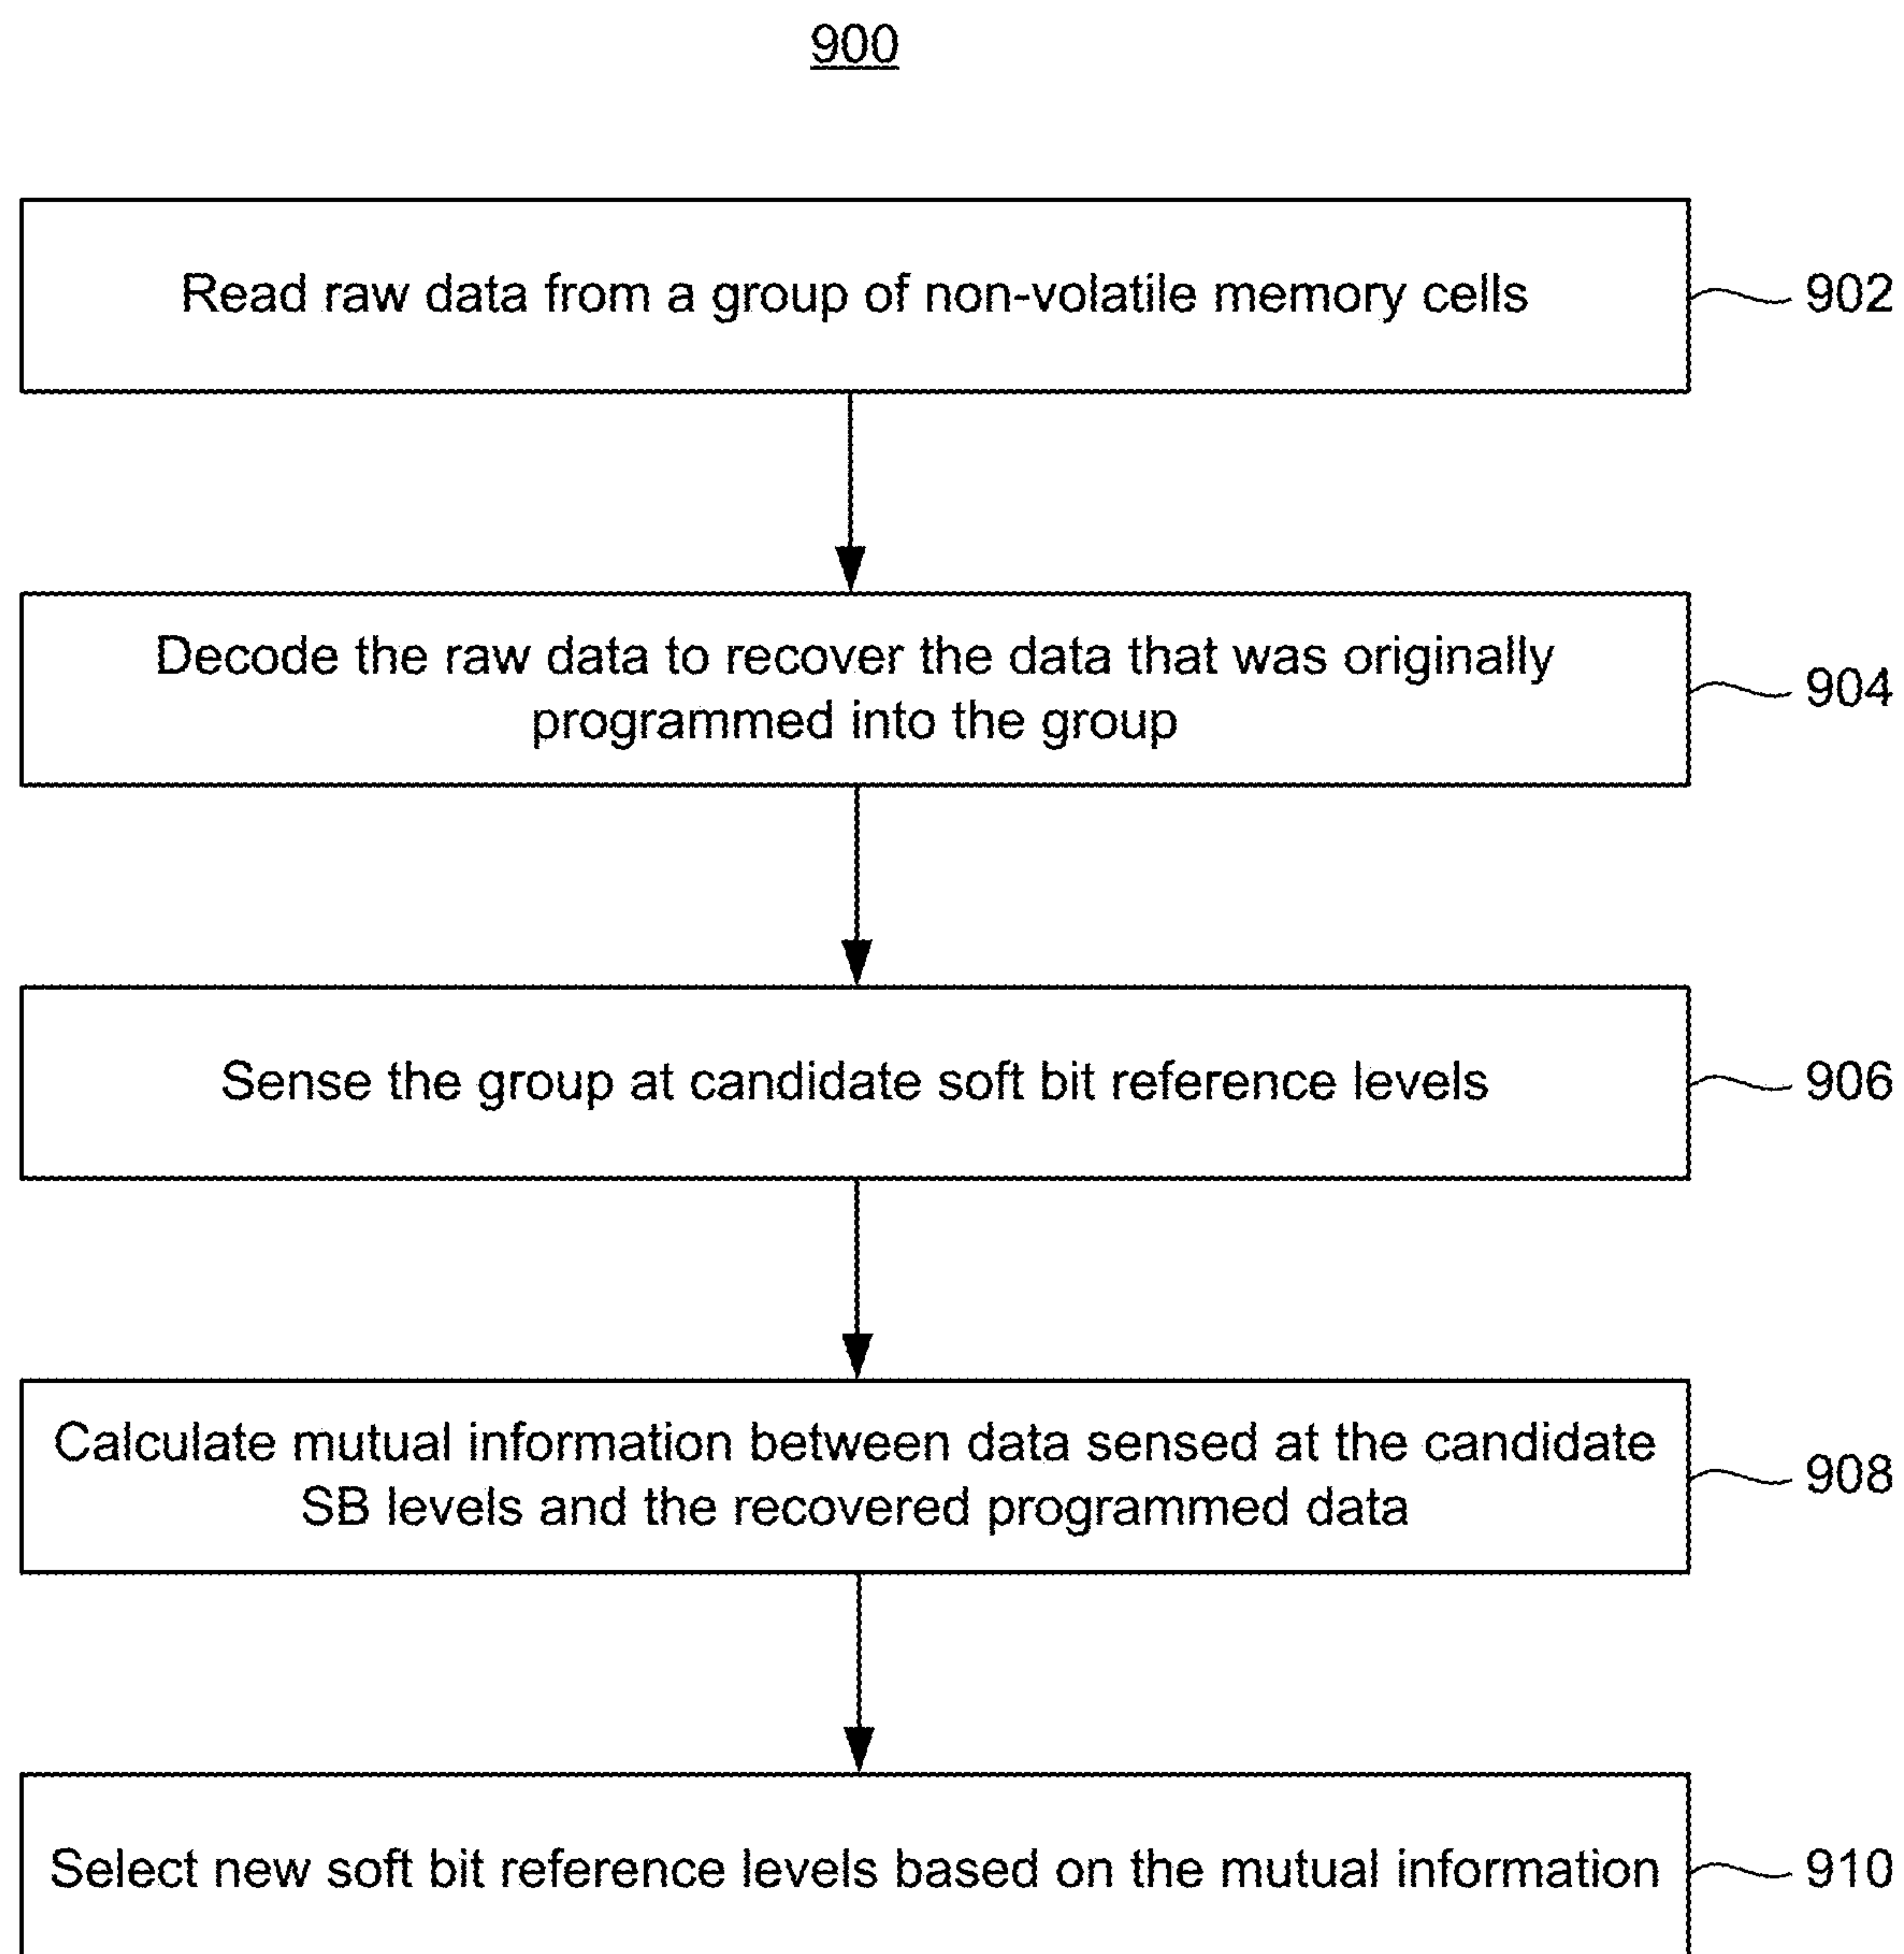 900
Read raw data from a group of non-volatile memory cells
902
Decode the raw data to recover the data that was originally
programmed into the group
904
Sense the group at candidate soft bit reference levels
906
Calculate mutual information between data sensed at the candidate
SB levels and the recovered programmed data
908
Select new soft bit reference levels based on the mutual information
910